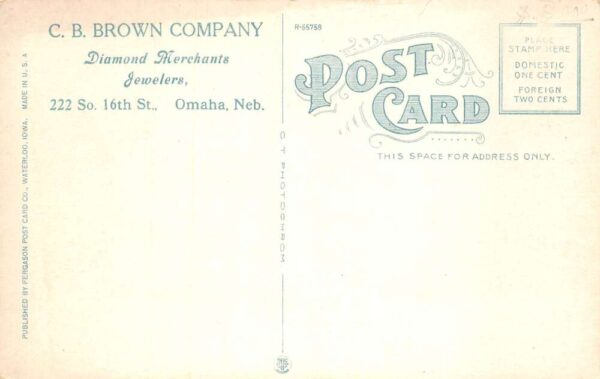 C. B. BROWN COMPANY
Diamond Merchants
Jewelers,
222 So. 16th St., Omaha, Neb.
PUBLISHED BY FERGASON POST CARD CO., WATERLOO, IOWA. MADE IN U. S. A
R-55758
POST
CARD
THIS SPACE FOR ADDRESS ONLY.
PLACE
STAMP HERE
DOMESTIC
ONE CENT
FOREIGN
TWO CENTS